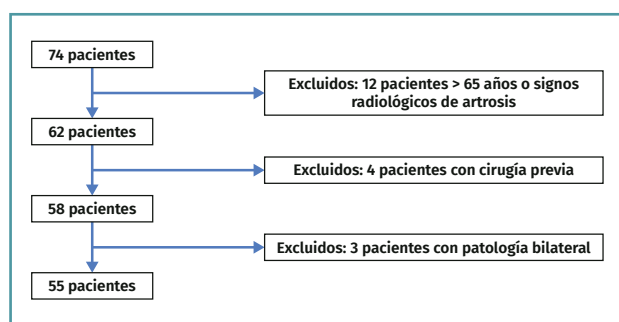 74 pacientes
Excluidos: 12 pacientes > 65 años o signos
radiológicos de artrosis
62 pacientes
Excluidos: 4 pacientes con cirugía previa
58 pacientes
Excluidos: 3 pacientes con patología bilateral
55 pacientes